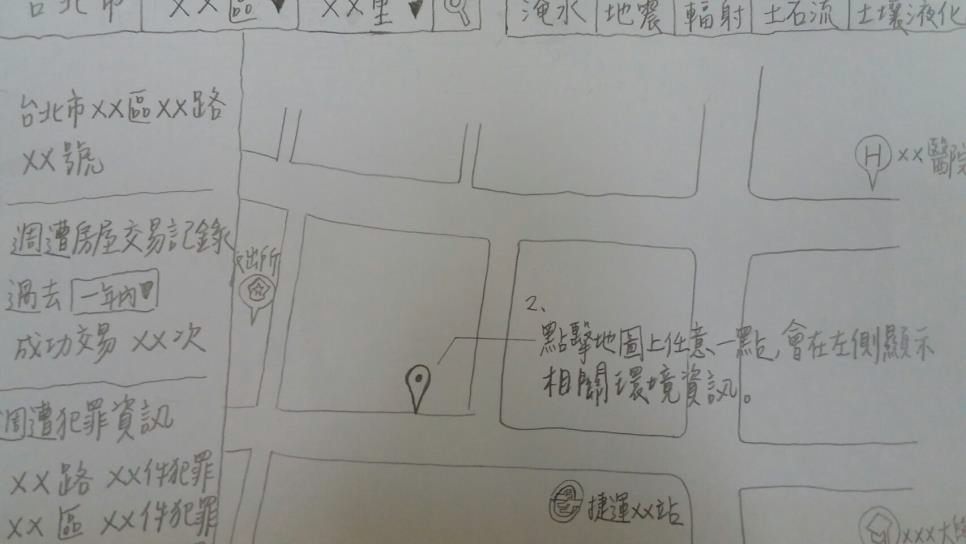 台北市 XX區▼ XX里▼
淹水 地震 輻射 土石流 土壤液化
台北市XX區XX路
XX號
XX醫院
H
週遭房屋交易記錄
派出所
過去 一年內▼
成功交易 XX次
2、
點擊地圖上任意一點,會在左側顯示
相關環境資訊。
週遭犯罪資訊
XX路 XX件犯罪
XX區 XX件犯罪
捷運XX站
XXX大